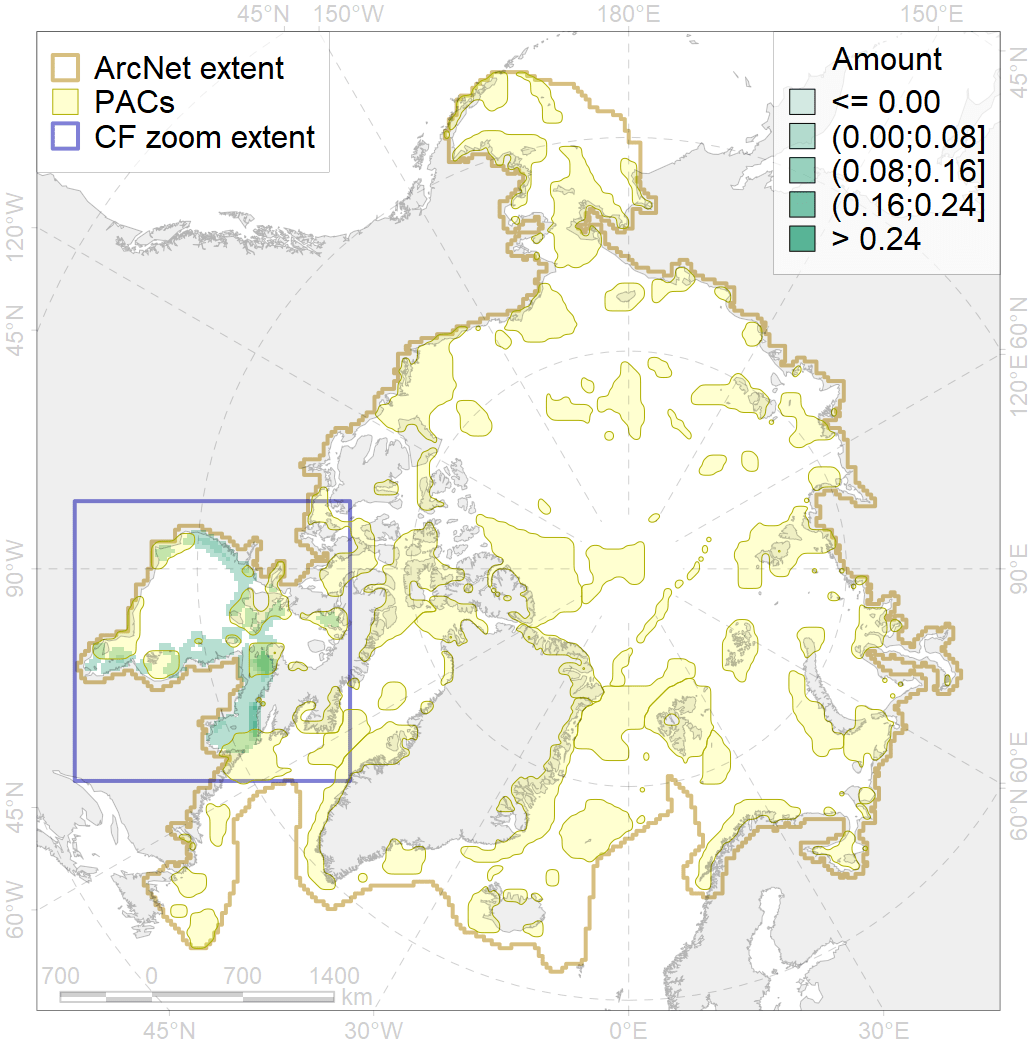 45°N 150°W 180°E 150°E
ArcNet extent
PACs
CF zoom extent
Amount
<= 0.00
(0.00;0.08]
(0.08;0.16]
(0.16;0.24]
> 0.24
120°W
45°N
90°W
45°N
60°W
45°N
60°N
120°E
90°E
60°E
60°N
700 0 700 1400
km
45°N 30°W 0°E 30°E